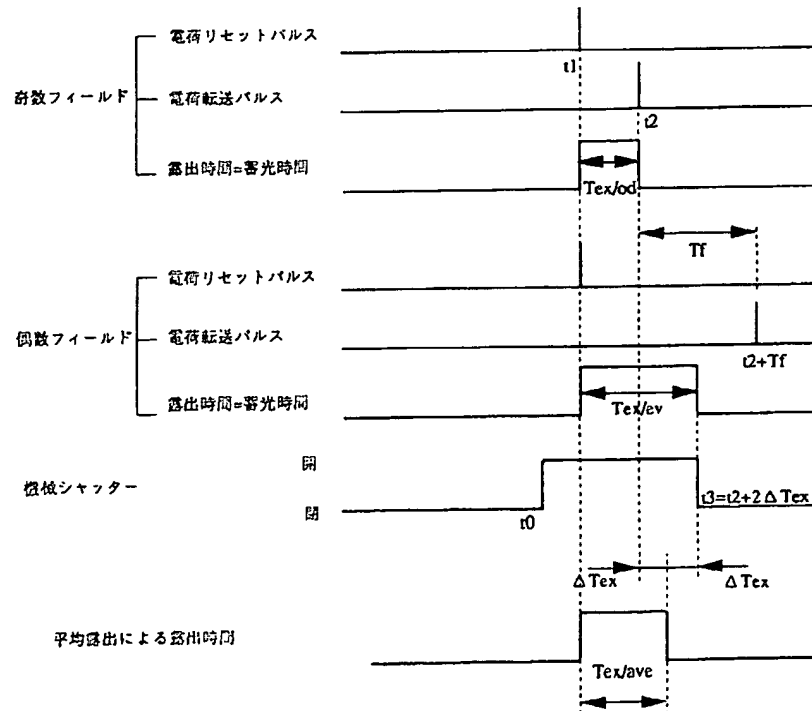 電荷リセットパルス
t1
奇数フィールド
電荷転送パルス
t2
露出時間=蓄光時間
Tex/od
Tf
電荷リセットパルス
偶数フィールド
電荷転送パルス
t2+Tf
露出時間=蓄光時間
Tex/ev
開
機械シャッター
t3=t2+2ΔTex
閉
t0
ΔTex
ΔTex
平均露出による露出時間
Tex/ave